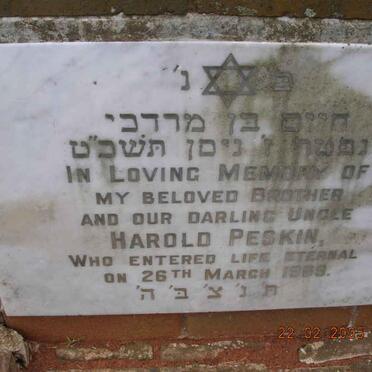 פ נ'
חיים בן מרדכי
נפטר ז' ניסן תשכ"ט
IN LOVING MEMORY OF
MY BELOVED BROTHER
AND OUR DARLING UNCLE
HAROLD PESKIN,
WHO ENTERED LIFE ETERNAL
ON 26TH MARCH 1969.
ת נ'צ'ב'ה'
22 02